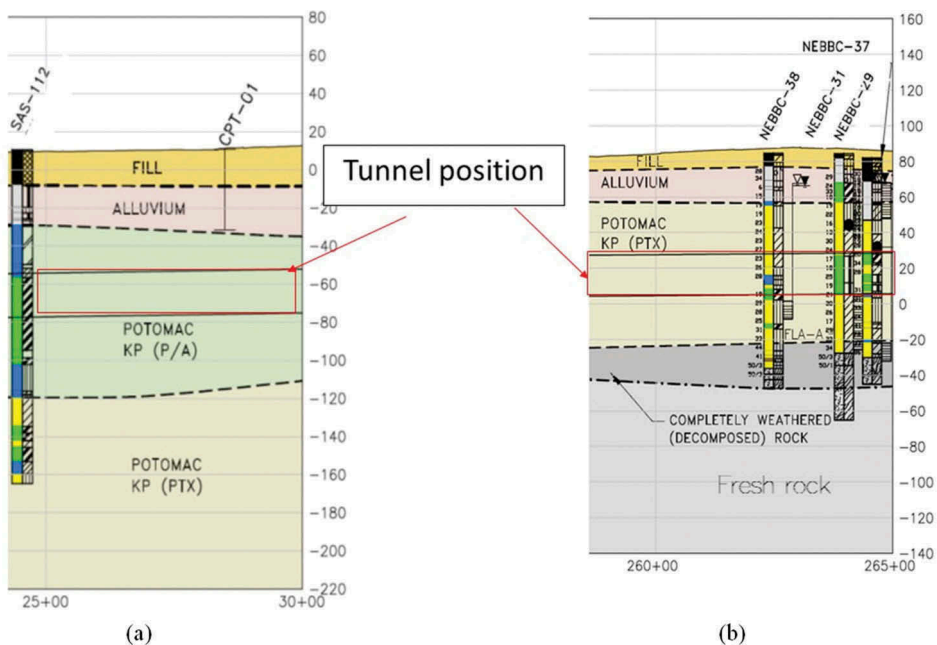 80
60
40
20
0
-20
-40
-60
-80
-100
-120
-140
-160
-180
-200
-220
SAS-112
CPT-01
FILL
ALLUVIUM
POTOMAC
KP (P/A)
POTOMAC
KP (PTX)
25+00
30+00
(a)
Tunnel position
160
140
120
100
80
60
40
20
0
-20
-40
-60
-80
-100
-120
-140
NEBBC-37
NEBBC-38
NEBBC-31
NEBBC-29
FILL
ALLUVIUM
POTOMAC
KP (PTX)
FLA-A
COMPLETELY WEATHERED
(DECOMPOSED) ROCK
Fresh rock
260+00
265+00
(b)